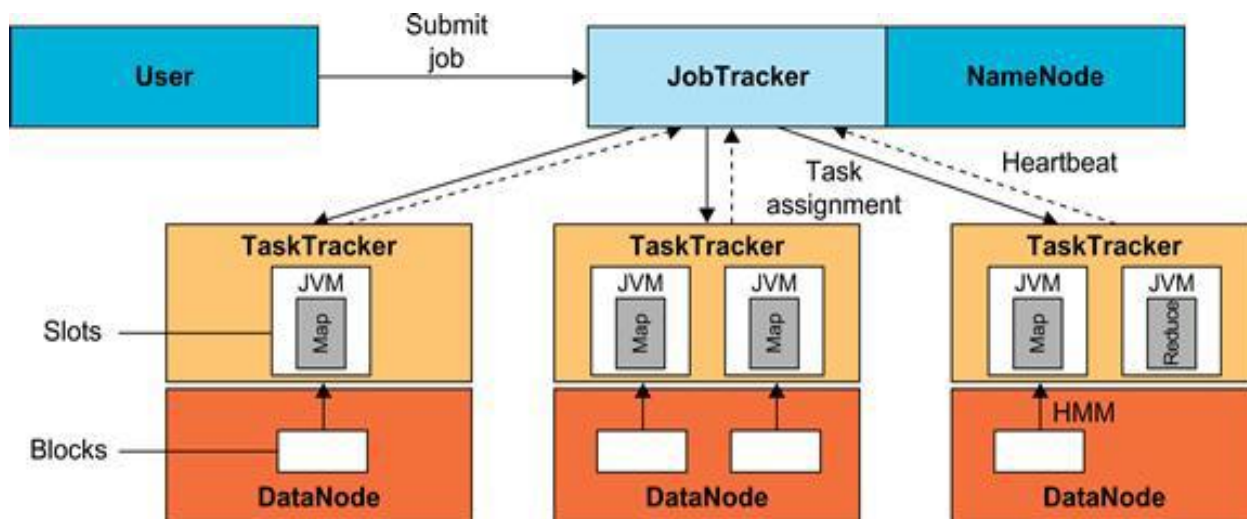 Submit
job
User
JobTracker
NameNode
Heartbeat
Task
assignment
TaskTracker
TaskTracker
TaskTracker
JVM
JVM
JVM
JVM
JVM
Slots
Map
Map
Map
Map
Reduce
HMM
Blocks
DataNode
DataNode
DataNode